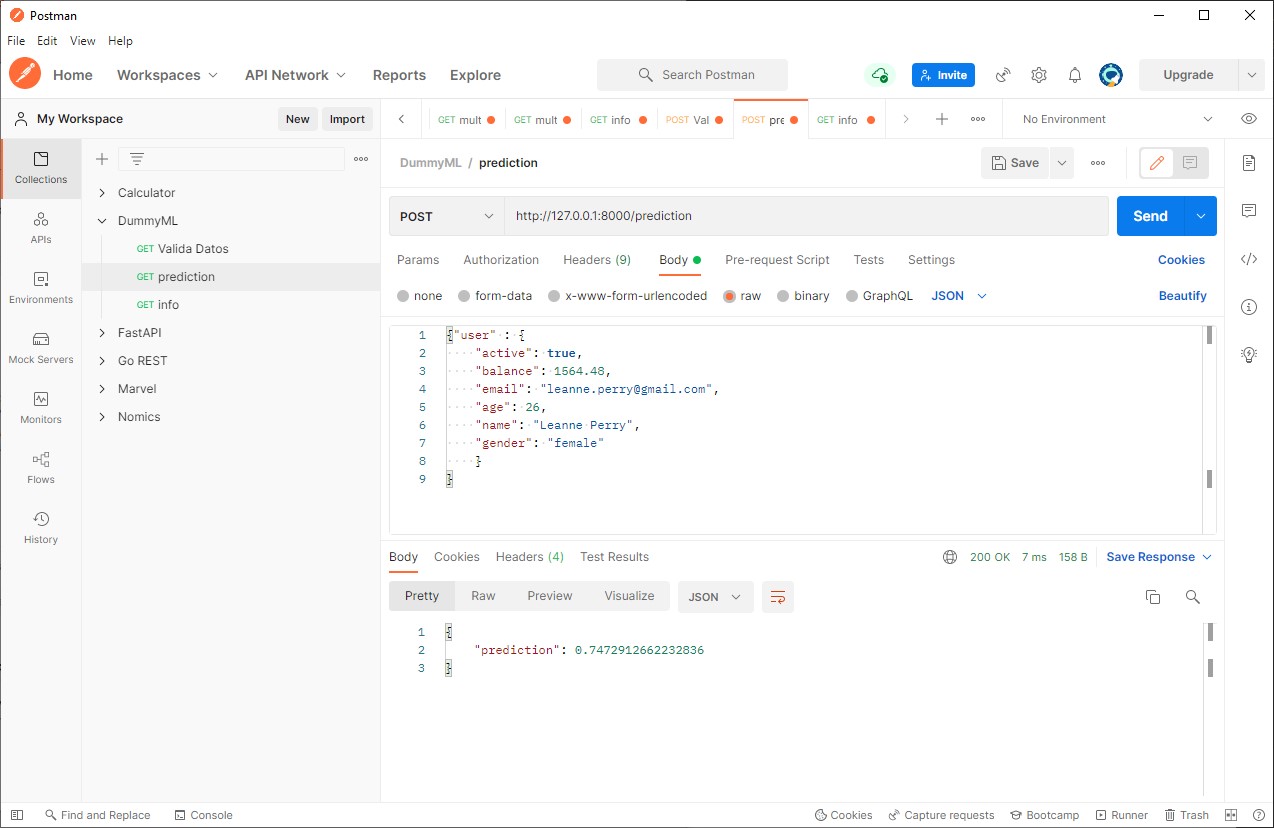 Postman
File Edit View Help
Home Workspaces API Network Reports Explore Search Postman Invite Upgrade
My Workspace New Import
GET mult GET mult GET info POST Val POST pre GET info No Environment
Collections
APIs
Environments
Mock Servers
Monitors
Flows
History
Calculator
DummyML
GET Valida Datos
GET prediction
GET info
FastAPI
Go REST
Marvel
Nomics
DummyML / prediction Save
POST http://127.0.0.1:8000/prediction Send
Params Authorization Headers (9) Body Pre-request Script Tests Settings Cookies
none form-data x-www-form-urlencoded raw binary GraphQL JSON Beautify
1 {"user" : {
2 "active": true,
3 "balance": 1564.48,
4 "email": "leanne.perry@gmail.com",
5 "age": 26,
6 "name": "Leanne Perry",
7 "gender": "female"
8 }
9 }
Body Cookies Headers (4) Test Results 200 OK 7 ms 158 B Save Response
Pretty Raw Preview Visualize JSON
1 {
2 "prediction": 0.7472912662232836
3 }
Find and Replace Console Cookies Capture requests Bootcamp Runner Trash